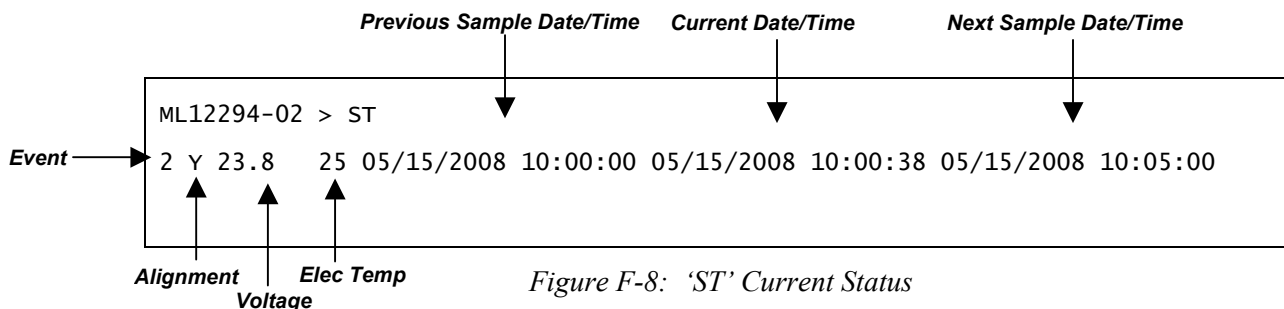 Previous Sample Date/Time Current Date/Time Next Sample Date/Time
ML12294-02 > ST
Event
2 Y 23.8 25 05/15/2008 10:00:00 05/15/2008 10:00:38 05/15/2008 10:05:00
Alignment
Voltage
Elec Temp
Figure F-8: ‘ST’ Current Status